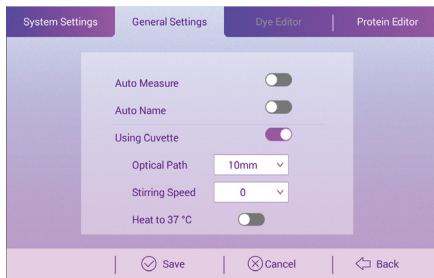 System Settings General Settings Dye Editor Protein Editor
Auto Measure
Auto Name
Using Cuvette
Optical Path 10mm
Stirring Speed 0
Heat to 37 °C
Save Cancel Back